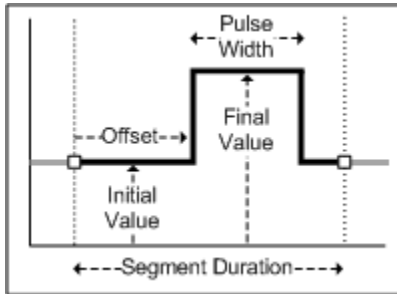 Pulse
Width
Offset
Final
Value
Initial
Value
Segment Duration